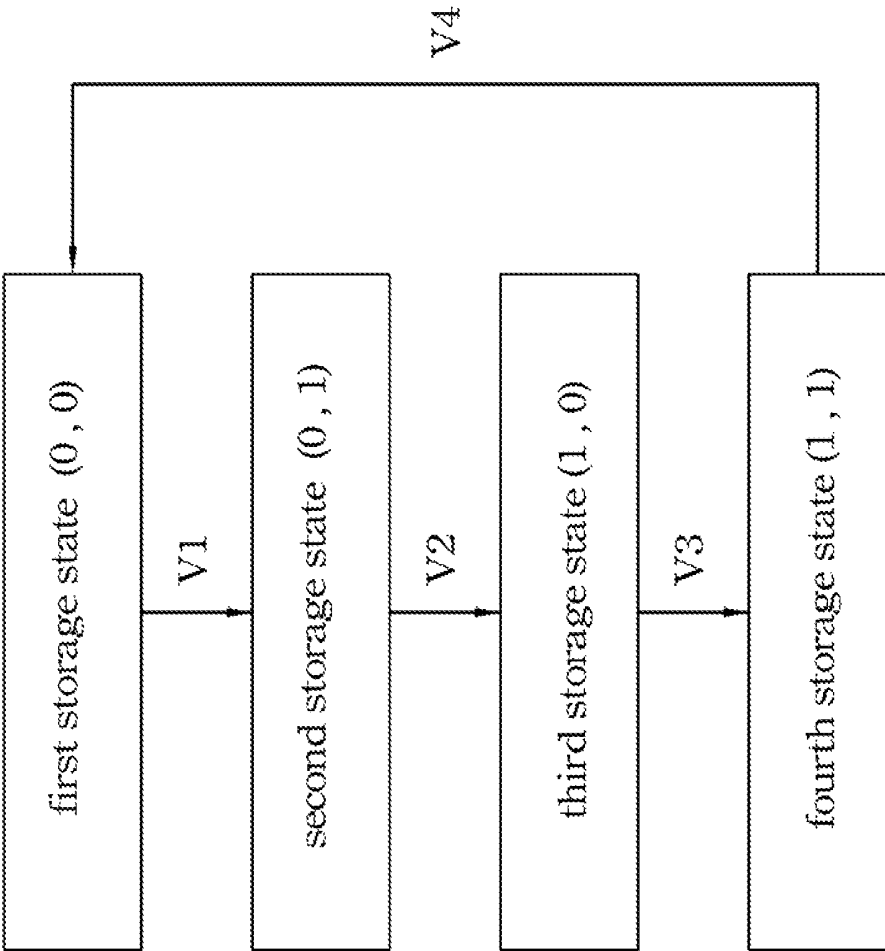 first storage state (0 , 0)
V1
second storage state (0 , 1)
V2
third storage state (1 , 0)
V3
fourth storage state (1 , 1)
V4